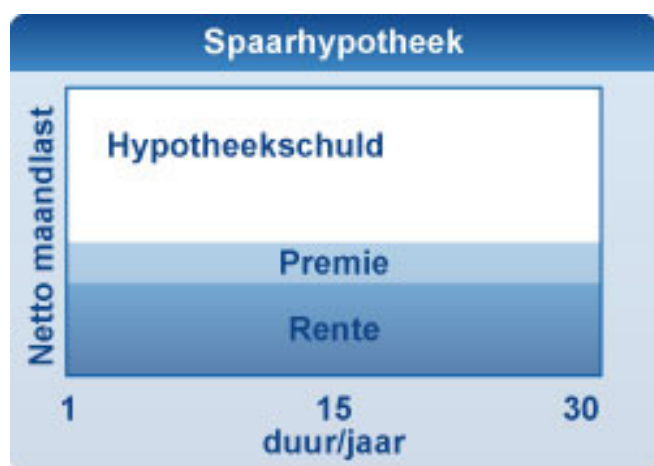 Spaarhypotheek
Netto maandlast
Hypotheekschuld
Premie
Rente
1 15 30
duur/jaar